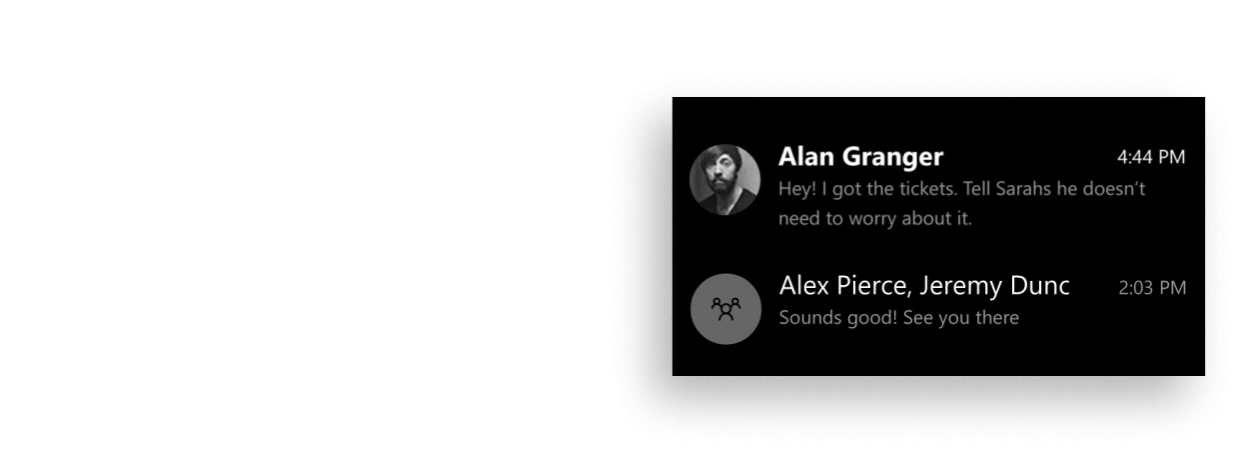 Alan Granger 4:44 PM
Hey! I got the tickets. Tell Sarahs he doesn’t
need to worry about it.
Alex Pierce, Jeremy Dunc 2:03 PM
Sounds good! See you there